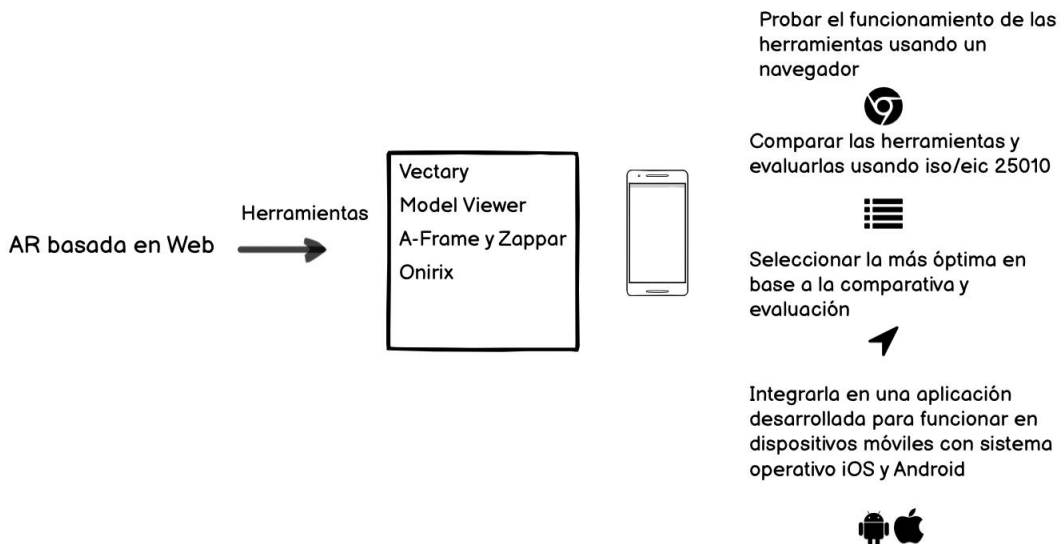 AR basada en Web
Herramientas
Vectary
Model Viewer
A-Frame y Zappar
Onirix
Probar el funcionamiento de las
herramientas usando un
navegador
Comparar las herramientas y
evaluarlas usando iso/eic 25010
Seleccionar la más óptima en
base a la comparativa y
evaluación
Integrarla en una aplicación
desarrollada para funcionar en
dispositivos móviles con sistema
operativo iOS y Android